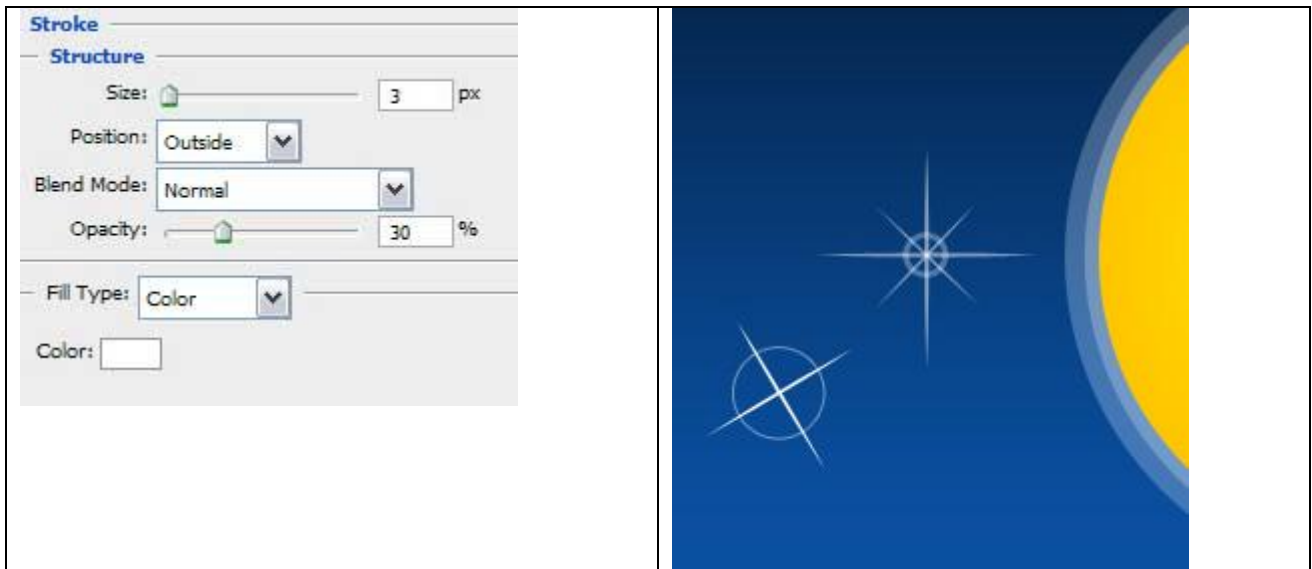 Stroke
Structure
Size: 3 px
Position: Outside
Blend Mode: Normal
Opacity: 30 %
Fill Type: Color
Color: